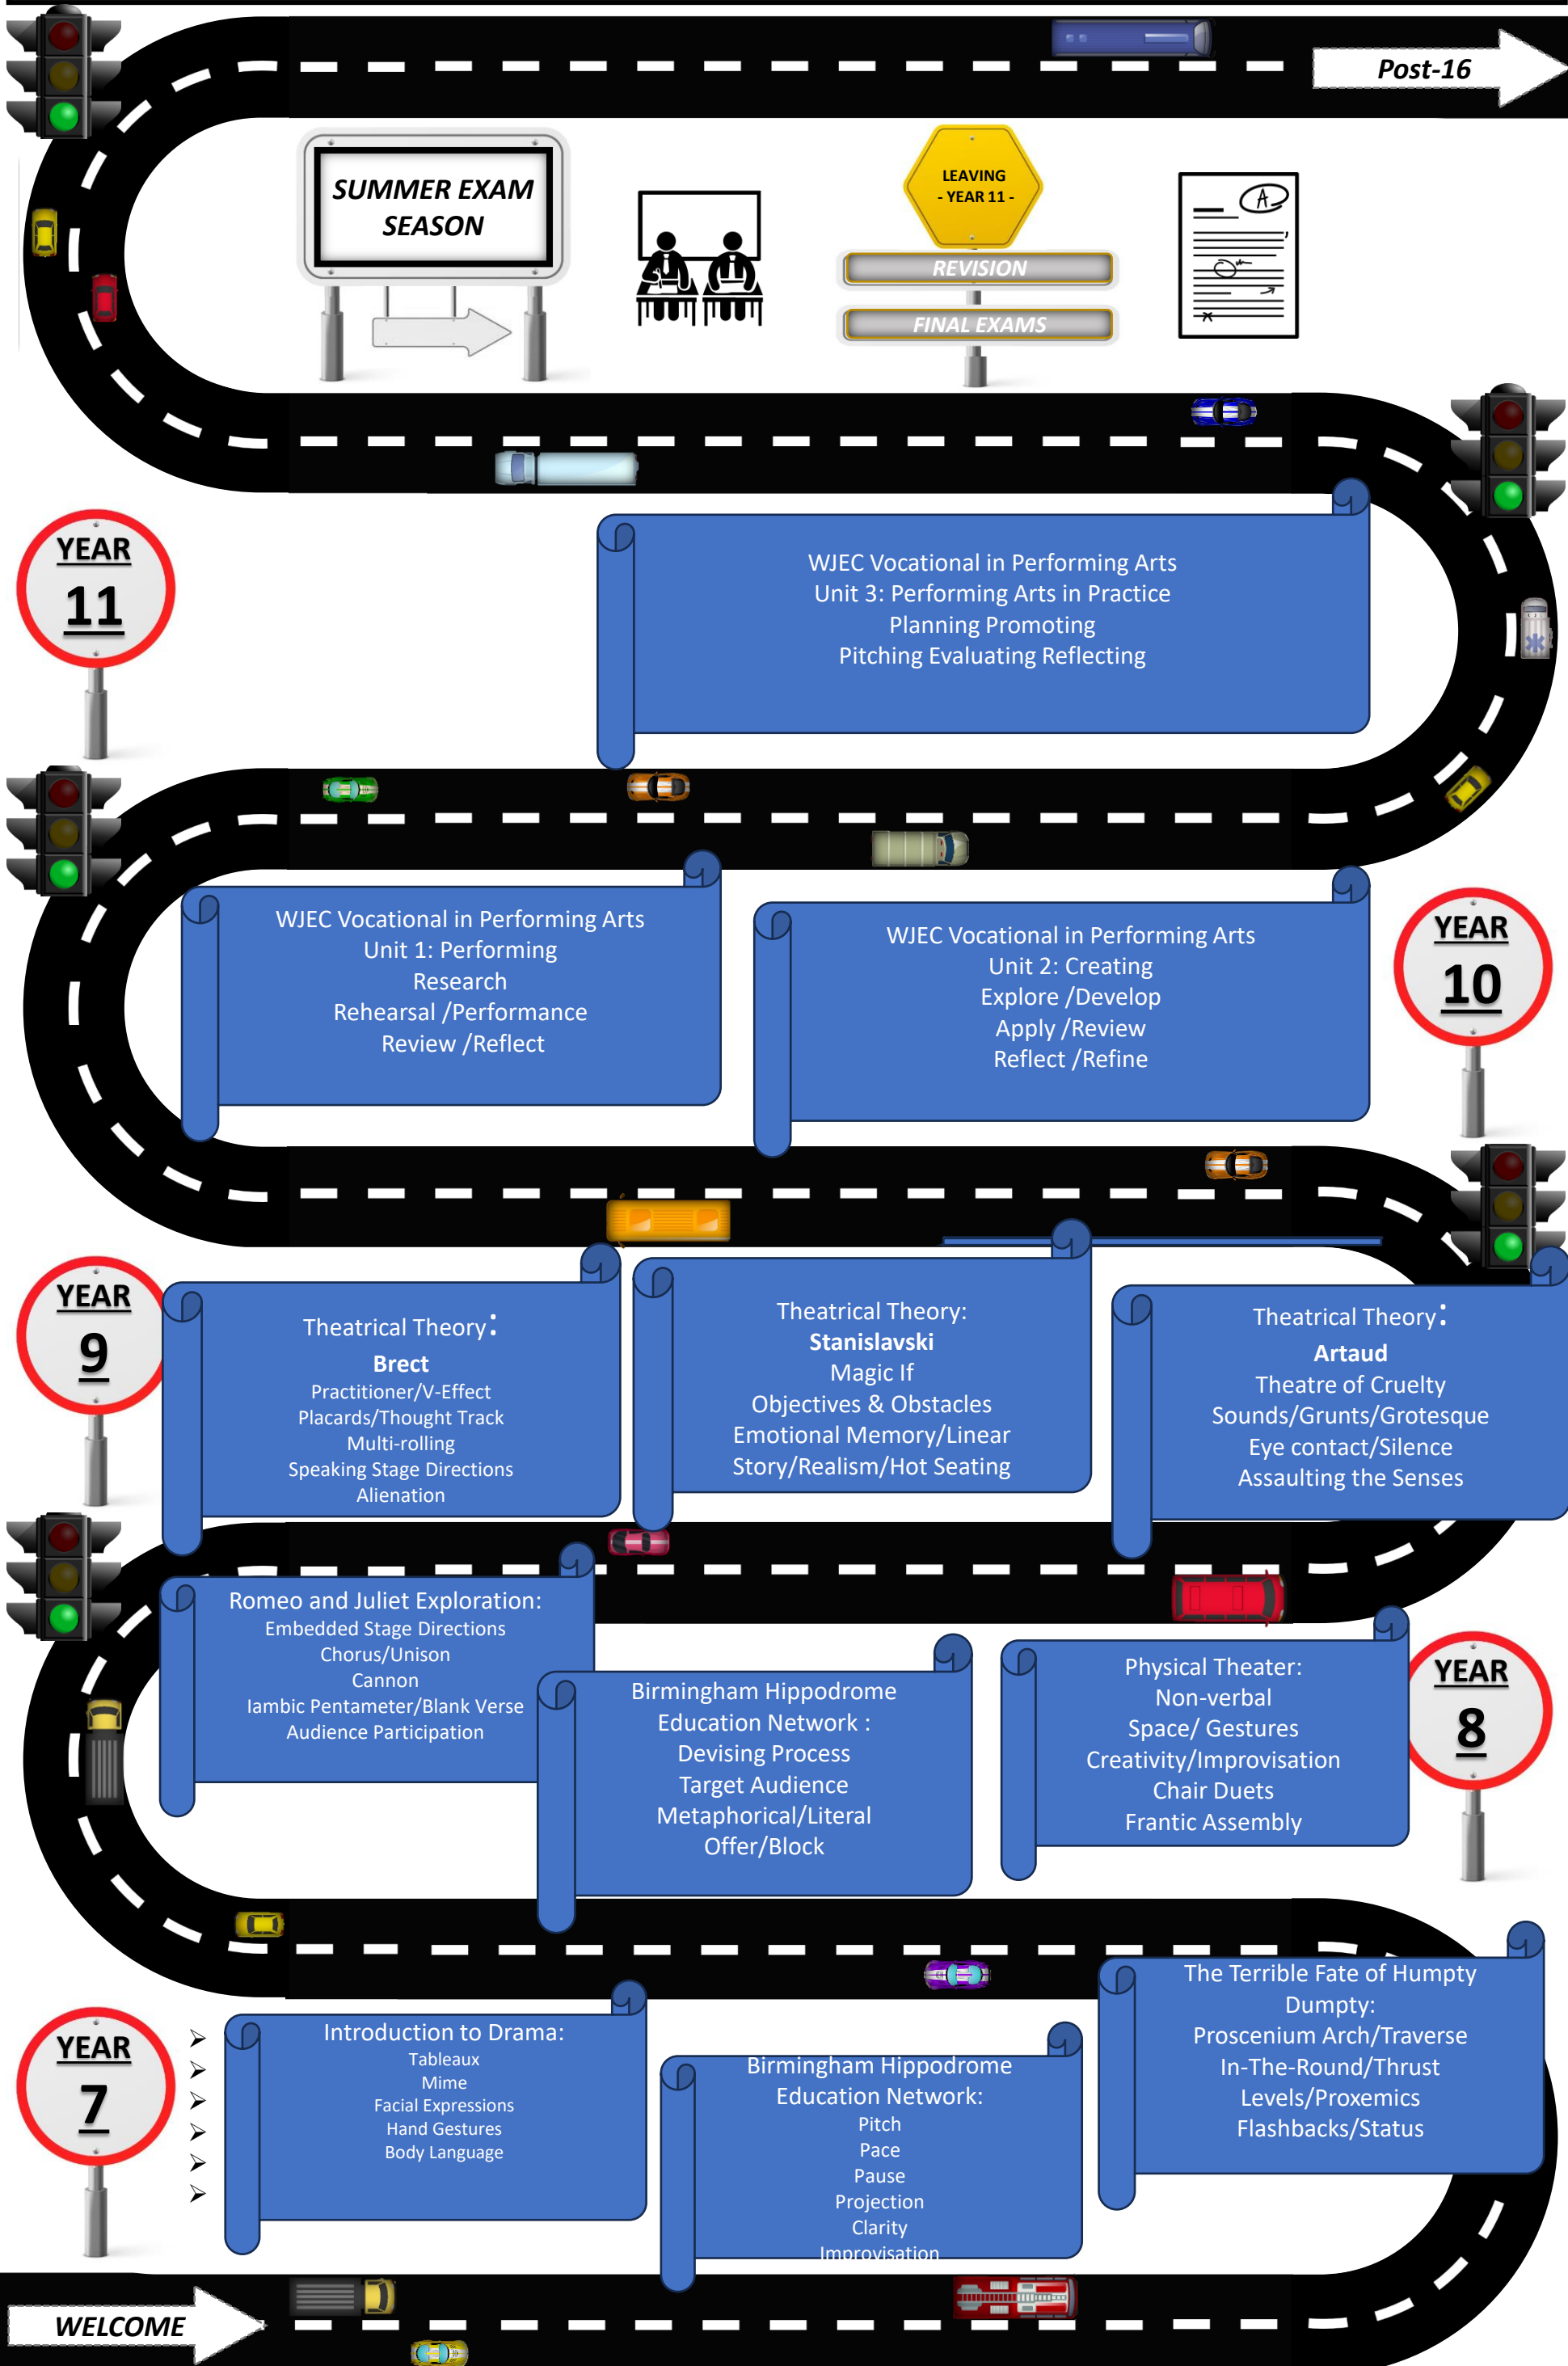 Post-16
SUMMER EXAM
SEASON
LEAVING
- YEAR 11 -
REVISION
FINAL EXAMS
YEAR
11
WJEC Vocational in Performing Arts
Unit 3: Performing Arts in Practice
Planning Promoting
Pitching Evaluating Reflecting
WJEC Vocational in Performing Arts
Unit 1: Performing
Research
Rehearsal /Performance
Review /Reflect
WJEC Vocational in Performing Arts
Unit 2: Creating
Explore /Develop
Apply /Review
Reflect /Refine
YEAR
10
YEAR
9
Theatrical Theory:
Brect
Practitioner/V-Effect
Placards/Thought Track
Multi-rolling
Speaking Stage Directions
Alienation
Theatrical Theory:
Stanislavski
Magic If
Objectives & Obstacles
Emotional Memory/Linear
Story/Realism/Hot Seating
Theatrical Theory:
Artaud
Theatre of Cruelty
Sounds/Grunts/Grotesque
Eye contact/Silence
Assaulting the Senses
Romeo and Juliet Exploration:
Embedded Stage Directions
Chorus/Unison
Cannon
Iambic Pentameter/Blank Verse
Audience Participation
Birmingham Hippodrome
Education Network :
Devising Process
Target Audience
Metaphorical/Literal
Offer/Block
Physical Theater:
Non-verbal
Space/ Gestures
Creativity/Improvisation
Chair Duets
Frantic Assembly
YEAR
8
YEAR
7
Introduction to Drama:
Tableaux
Mime
Facial Expressions
Hand Gestures
Body Language
Birmingham Hippodrome
Education Network:
Pitch
Pace
Pause
Projection
Clarity
Improvisation
The Terrible Fate of Humpty
Dumpty:
Proscenium Arch/Traverse
In-The-Round/Thrust
Levels/Proxemics
Flashbacks/Status
WELCOME